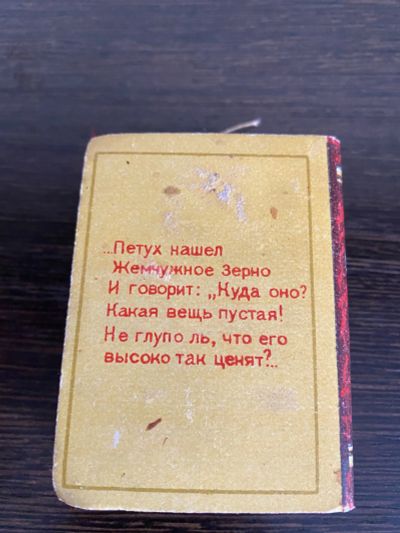 ...Петух нашел
Жемчужное Зерно
И говорит: „Куда оно?
Какая вещь пустая!
Не глупо ль, что его
высоко так ценят?...